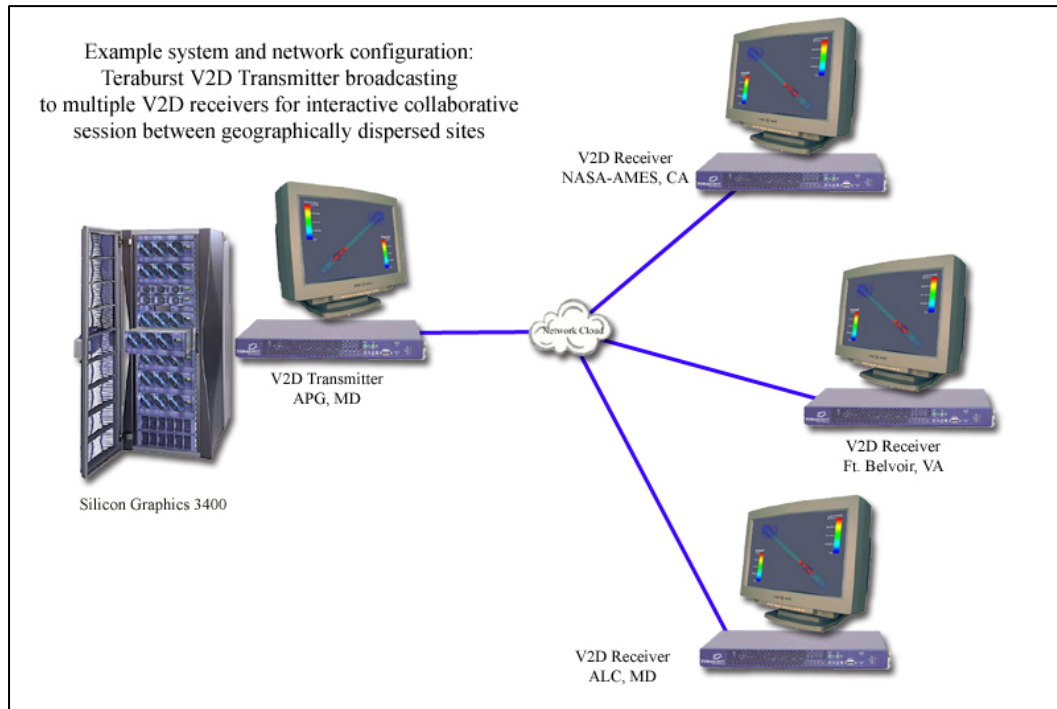 Example system and network configuration:
Teraburst V2D Transmitter broadcasting
to multiple V2D receivers for interactive collaborative
session between geographically dispersed sites
V2D Receiver
NASA-AMES, CA
V2D Transmitter
APG, MD
Network Cloud
V2D Receiver
Ft. Belvoir, VA
Silicon Graphics 3400
V2D Receiver
ALC, MD